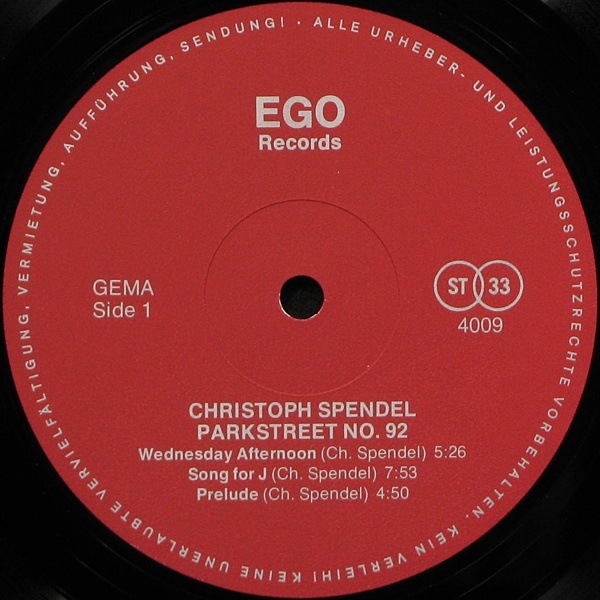 ALLE URHEBER- UND LEISTUNGSSCHUTZRECHTE VORBEHALTEN. KEIN VERLEIH! KEINE UNERLAUBTE VERVIELFÄLTIGUNG, VERMIETUNG, AUFFÜHRUNG, SENDUNG! ·
EGO
Records
GEMA
Side 1
ST 33
4009
CHRISTOPH SPENDEL
PARKSTREET NO. 92
Wednesday Afternoon (Ch. Spendel) 5:26
Song for J (Ch. Spendel) 7:53
Prelude (Ch. Spendel) 4:50